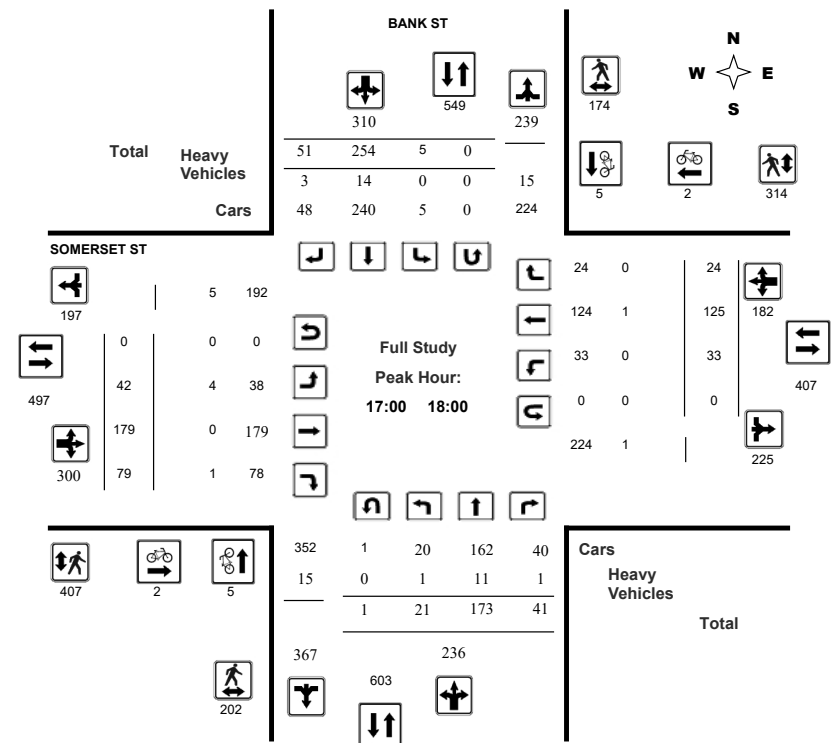 BANK ST
N
W E
S
310
549
239
174
Total
Heavy
Vehicles
Cars
51 254 5 0
3 14 0 0 15
48 240 5 0 224
5
2
314
SOMERSET ST
197
5 192
24 0 24
182
0 0 0
124 1 125
497
42 4 38
Full Study
Peak Hour:
17:00 18:00
33 0 33
407
179 0 179
0 0 0
300
79 1 78
224 1
225
352 1 20 162 40
Cars
15 0 1 11 1
Heavy
Vehicles
1 21 173 41
Total
407
2
5
367
603
236
202